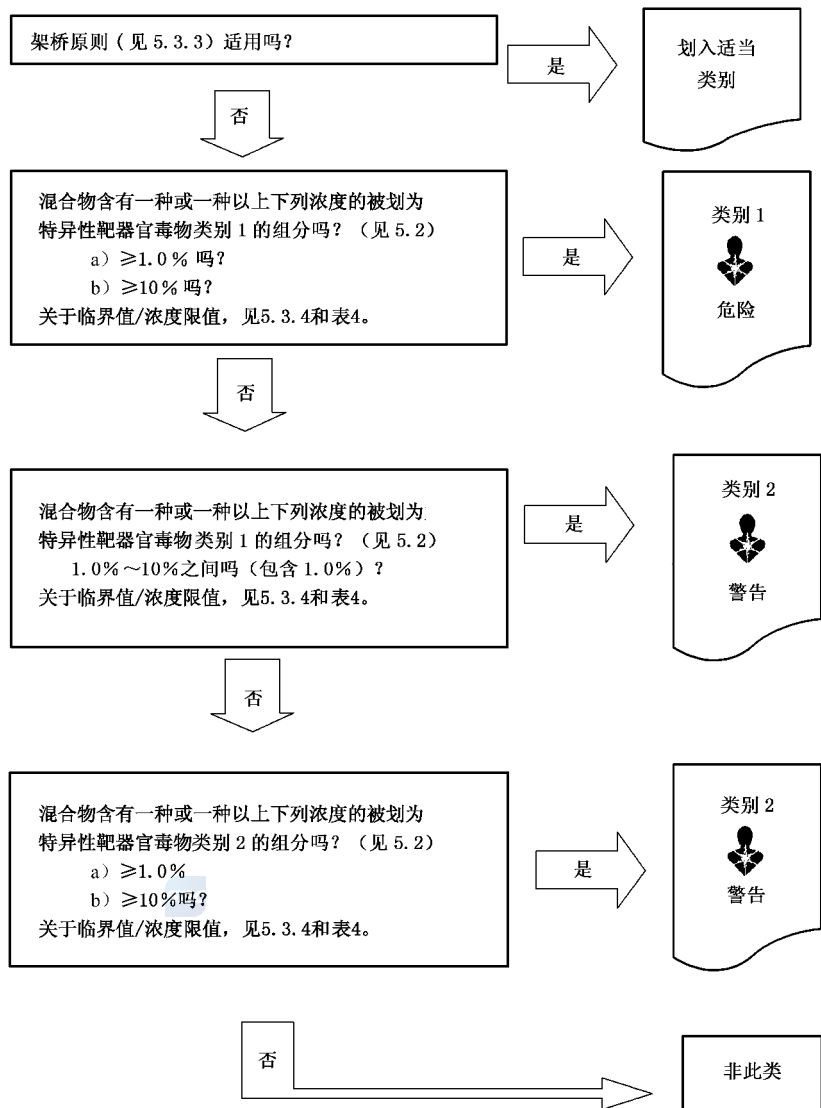 架桥原则(见 5.3.3)适用吗?
是
划入适当
类别
否
混合物含有一种或一种以上下列浓度的被划为
特异性靶器官毒物类别 1 的组分吗?(见 5.2)
a)≥1.0% 吗?
b)≥10% 吗?
关于临界值/浓度限值,见5.3.4和表4。
是
类别 1
危险
否
混合物含有一种或一种以上下列浓度的被划为
特异性靶器官毒物类别 1 的组分吗?(见 5.2)
1.0%~10%之间吗(包含 1.0%)?
关于临界值/浓度限值,见5.3.4和表4。
是
类别 2
警告
否
混合物含有一种或一种以上下列浓度的被划为
特异性靶器官毒物类别 2 的组分吗?(见 5.2)
a)≥1.0%
b)≥10%吗?
关于临界值/浓度限值,见5.3.4和表4。
是
类别 2
警告
否
非此类